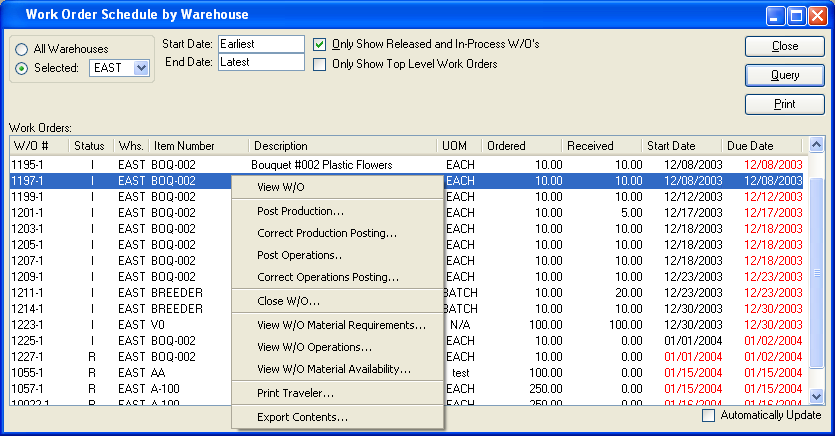 Work Order Schedule by Warehouse
All Warehouses
Selected: EAST
Start Date: Earliest
End Date: Latest
Only Show Released and In-Process W/O's
Only Show Top Level Work Orders
Close
Query
Print
Work Orders:
W/O # Status Whs. Item Number Description UOM Ordered Received Start Date Due Date
1195-1 I EAST BOQ-002 Bouquet #002 Plastic Flowers EACH 10.00 10.00 12/08/2003 12/08/2003
1197-1 I EAST BOQ-002 EACH 10.00 10.00 12/08/2003 12/08/2003
1199-1 I EAST BOQ-002 EACH 10.00 10.00 12/12/2003 12/12/2003
1201-1 I EAST BOQ-002 EACH 10.00 5.00 12/17/2003 12/17/2003
1203-1 I EAST BOQ-002 EACH 10.00 10.00 12/18/2003 12/18/2003
1205-1 I EAST BOQ-002 EACH 10.00 10.00 12/18/2003 12/18/2003
1207-1 I EAST BOQ-002 EACH 10.00 10.00 12/18/2003 12/18/2003
1209-1 I EAST BOQ-002 EACH 10.00 10.00 12/23/2003 12/23/2003
1211-1 I EAST BREEDER BATCH 10.00 20.00 12/23/2003 12/30/2003
1214-1 I EAST BREEDER BATCH 10.00 10.00 12/30/2003 12/30/2003
1223-1 I EAST V0 N/A 100.00 100.00 12/23/2003 12/30/2003
1225-1 I EAST BOQ-002 EACH 10.00 0.00 01/01/2004 01/02/2004
1227-1 R EAST BOQ-002 EACH 10.00 0.00 01/01/2004 01/02/2004
1055-1 R EAST AA test 100.00 0.00 01/15/2004 01/15/2004
1057-1 R EAST A-100 EACH 250.00 0.00 01/15/2004 01/15/2004
10022-1 R EAST A-100 EACH 250.00 0.00 01/16/2004 01/16/2004
View W/O
Post Production...
Correct Production Posting...
Post Operations..
Correct Operations Posting...
Close W/O...
View W/O Material Requirements...
View W/O Operations...
View W/O Material Availability...
Print Traveler...
Export Contents...
Automatically Update